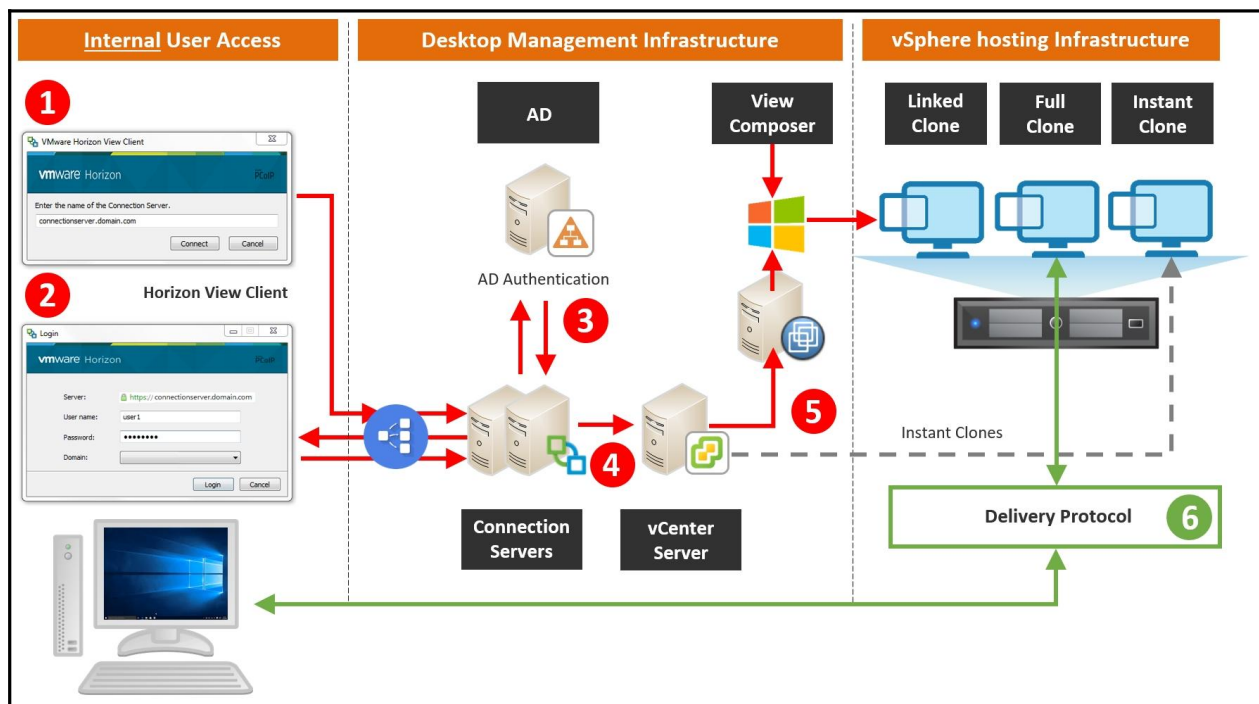 Internal User Access
Desktop Management Infrastructure
vSphere hosting Infrastructure
1
VMware Horizon View Client
vmware Horizon
PCoIP
Enter the name of the Connection Server.
connectionserver.domain.com
Connect
Cancel
2
Horizon View Client
Login
vmware Horizon
PCoIP
Server:
https://connectionserver.domain.com
User name:
user1
Password:
••••••••
Domain:
Login
Cancel
AD
AD Authentication
3
4
Connection
Servers
vCenter
Server
View
Composer
5
Linked
Clone
Full
Clone
Instant
Clone
Instant Clones
Delivery Protocol
6